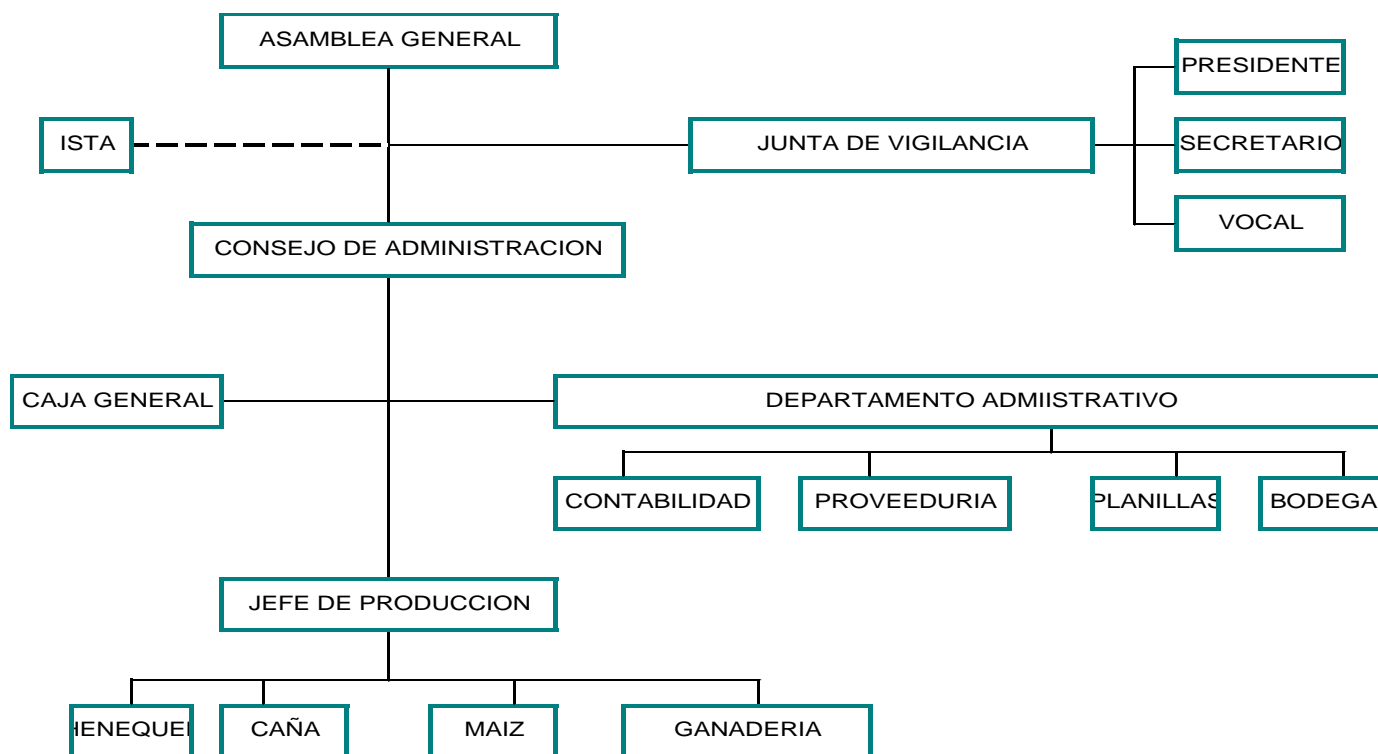 ASAMBLEA GENERAL
PRESIDENTE
ISTA
JUNTA DE VIGILANCIA
SECRETARIO
VOCAL
CONSEJO DE ADMINISTRACION
CAJA GENERAL
DEPARTAMENTO ADMIISTRATIVO
CONTABILIDAD
PROVEEDURIA
PLANILLAS
BODEGA
JEFE DE PRODUCCION
HENEQUEN
CAÑA
MAIZ
GANADERIA